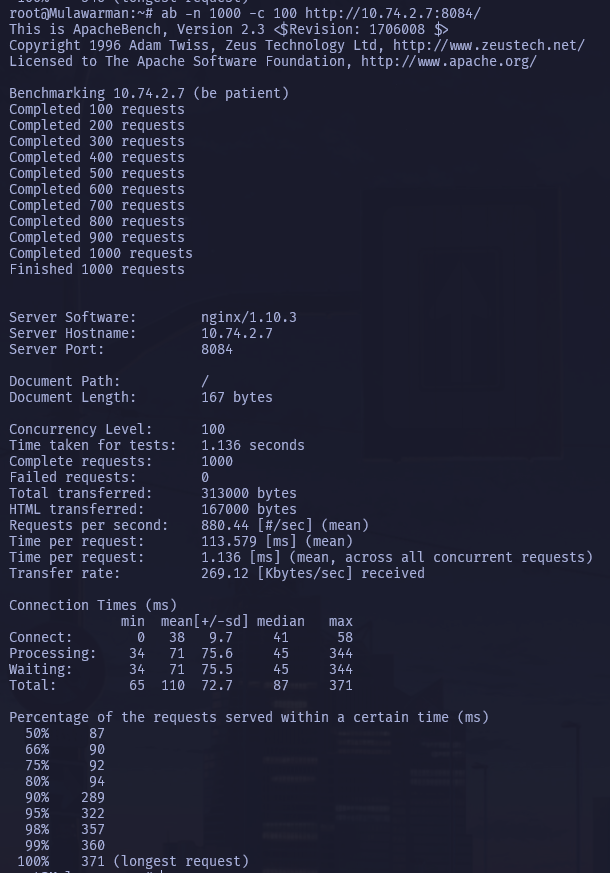 root@Mulawarman:~# ab -n 1000 -c 100 http://10.74.2.7:8084/
This is ApacheBench, Version 2.3 <$Revision: 1706008 $>
Copyright 1996 Adam Twiss, Zeus Technology Ltd, http://www.zeustech.net/
Licensed to The Apache Software Foundation, http://www.apache.org/

Benchmarking 10.74.2.7 (be patient)
Completed 100 requests
Completed 200 requests
Completed 300 requests
Completed 400 requests
Completed 500 requests
Completed 600 requests
Completed 700 requests
Completed 800 requests
Completed 900 requests
Completed 1000 requests
Finished 1000 requests


Server Software:        nginx/1.10.3
Server Hostname:        10.74.2.7
Server Port:            8084

Document Path:          /
Document Length:        167 bytes

Concurrency Level:      100
Time taken for tests:   1.136 seconds
Complete requests:      1000
Failed requests:        0
Total transferred:      313000 bytes
HTML transferred:       167000 bytes
Requests per second:    880.44 [#/sec] (mean)
Time per request:       113.579 [ms] (mean)
Time per request:       1.136 [ms] (mean, across all concurrent requests)
Transfer rate:          269.12 [Kbytes/sec] received

Connection Times (ms)
              min  mean[+/-sd] median   max
Connect:        0   38   9.7     41      58
Processing:    34   71  75.6     45     344
Waiting:       34   71  75.5     45     344
Total:         65  110  72.7     87     371

Percentage of the requests served within a certain time (ms)
  50%     87
  66%     90
  75%     92
  80%     94
  90%    289
  95%    322
  98%    357
  99%    360
 100%    371 (longest request)